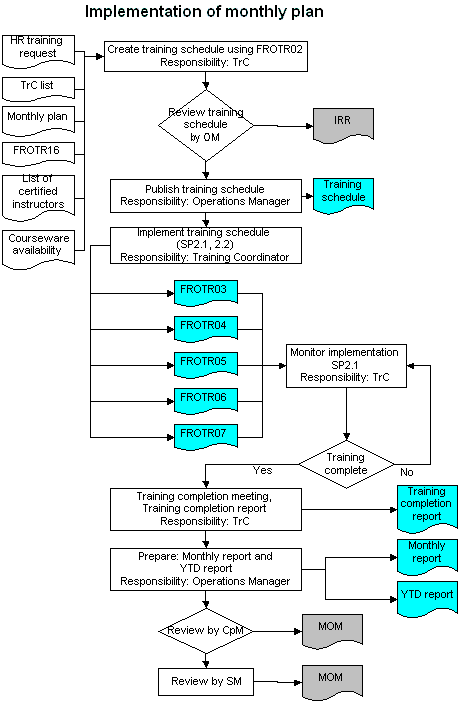 Implementation of monthly plan
HR training
request
TrC list
Monthly plan
FROTR16
List of
certified
instructors
Courseware
availability
Create training schedule using FROTR02
Responsibility: TrC
Review training
schedule
by OM
IRR
Publish training schedule
Responsibility: Operations Manager
Training
schedule
Implement training schedule
(SP2.1, 2.2)
Responsibility: Training Coordinator
FROTR03
FROTR04
FROTR05
FROTR06
FROTR07
Monitor implementation
SP2.1
Responsibility: TrC
Training
complete
Yes
No
Training completion meeting,
Training completion report
Responsibility: TrC
Training
completion
report
Prepare: Monthly report and
YTD report
Responsibility: Operations Manager
Monthly
report
YTD report
Review by CpM
MOM
Review by SM
MOM